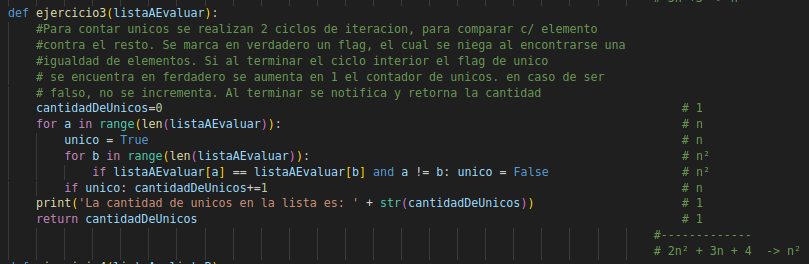 def ejercicio3(listaAEvaluar):
    #Para contar unicos se realizan 2 ciclos de iteracion, para comparar c/ elemento
    #contra el resto. Se marca en verdadero un flag, el cual se niega al encontrarse una
    #igualdad de elementos. Si al terminar el ciclo interior el flag de unico
    # se encuentra en ferdadero se aumenta en 1 el contador de unicos. en caso de ser
    # falso, no se incrementa. Al terminar se notifica y retorna la cantidad
    cantidadDeUnicos=0 # 1
    for a in range(len(listaAEvaluar)): # n
        unico = True # n
        for b in range(len(listaAEvaluar)): # n²
            if listaAEvaluar[a] == listaAEvaluar[b] and a != b: unico = False # n²
        if unico: cantidadDeUnicos+=1 # n
    print('La cantidad de unicos en la lista es: ' + str(cantidadDeUnicos)) # 1
    return cantidadDeUnicos # 1
#-------------
# 2n² + 3n + 4 -> n²